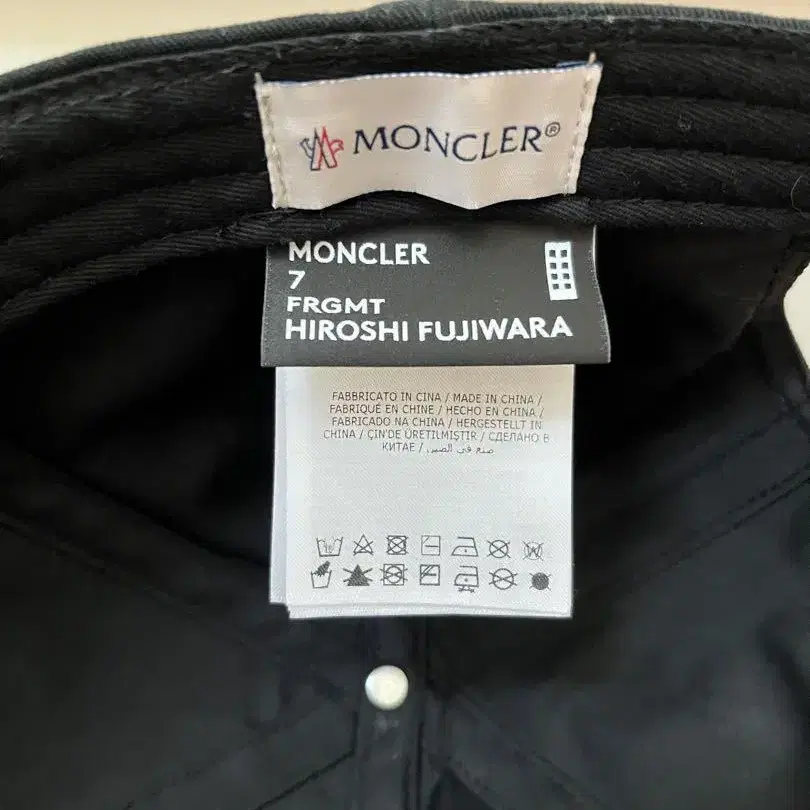 MONCLER®
MONCLER
7
FRGMT
HIROSHI FUJIWARA
FABBRICATO IN CINA / MADE IN CHINA /
FABRIQUÉ EN CHINE / HECHO EN CHINA /
FABRICADO NA CHINA / HERGESTELLT IN
CHINA / ÇIN'DE ÜRETILMIŞTIR / СДЕЛАНО В
КИТАЕ / صنع في الصين